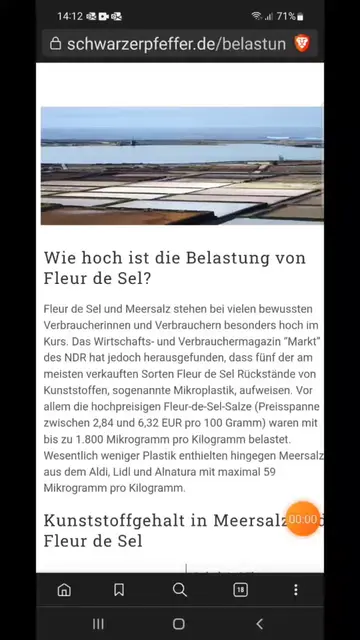 14:12
71%
schwarzerpfeffer.de/belastun
Wie hoch ist die Belastung von
Fleur de Sel?
Fleur de Sel und Meersalz stehen bei vielen bewussten
Verbraucherinnen und Verbrauchern besonders hoch im
Kurs. Das Wirtschafts- und Verbrauchermagazin “Markt”
des NDR hat jedoch herausgefunden, dass fünf der am
meisten verkauften Sorten Fleur de Sel Rückstände von
Kunststoffen, sogenannte Mikroplastik, aufweisen. Vor
allem die hochpreisigen Fleur-de-Sel-Salze (Preisspanne
zwischen 2,84 und 6,32 EUR pro 100 Gramm) waren mit
bis zu 1.800 Mikrogramm pro Kilogramm belastet.
Wesentlich weniger Plastik enthielten hingegen Meersalz
aus dem Aldi, Lidl und Alnatura mit maximal 59
Mikrogramm pro Kilogramm.
00:00
Kunststoffgehalt in Meersalz
Fleur de Sel
18